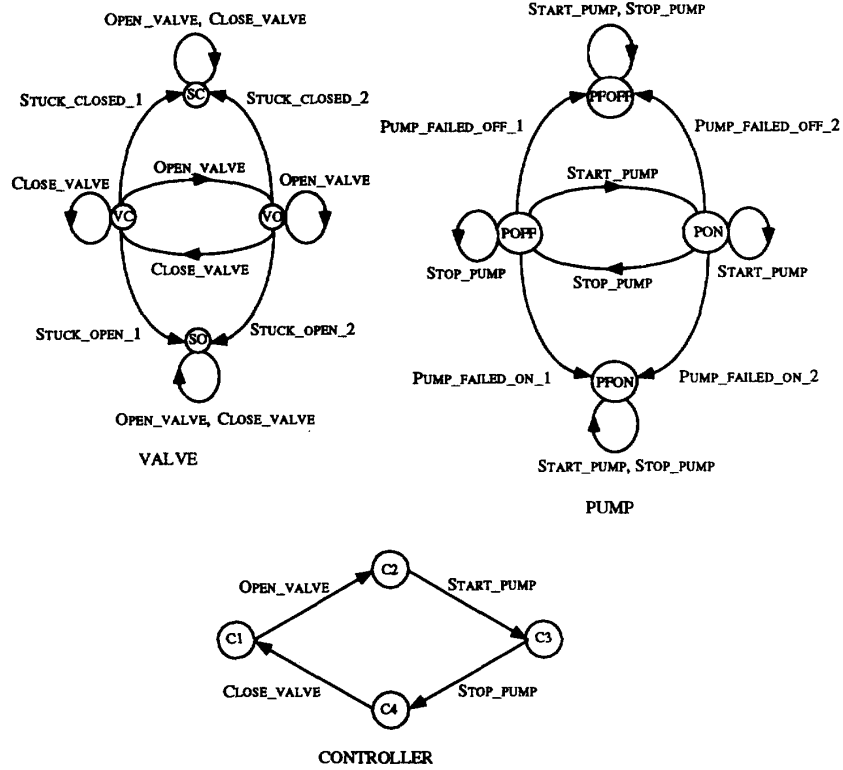 OPEN_VALVE, CLOSE_VALVE
STUCK_CLOSED_1
SC
STUCK_CLOSED_2
OPEN_VALVE
CLOSE_VALVE
OPEN_VALVE
VC
VO
CLOSE_VALVE
STUCK_OPEN_1
SO
STUCK_OPEN_2
OPEN_VALVE, CLOSE_VALVE
VALVE
START_PUMP, STOP_PUMP
PFOFF
PUMP_FAILED_OFF_1
PUMP_FAILED_OFF_2
START_PUMP
POFF
PON
STOP_PUMP
STOP_PUMP
START_PUMP
PUMP_FAILED_ON_1
PFON
PUMP_FAILED_ON_2
START_PUMP, STOP_PUMP
PUMP
C2
OPEN_VALVE
START_PUMP
C1
C3
CLOSE_VALVE
STOP_PUMP
C4
CONTROLLER